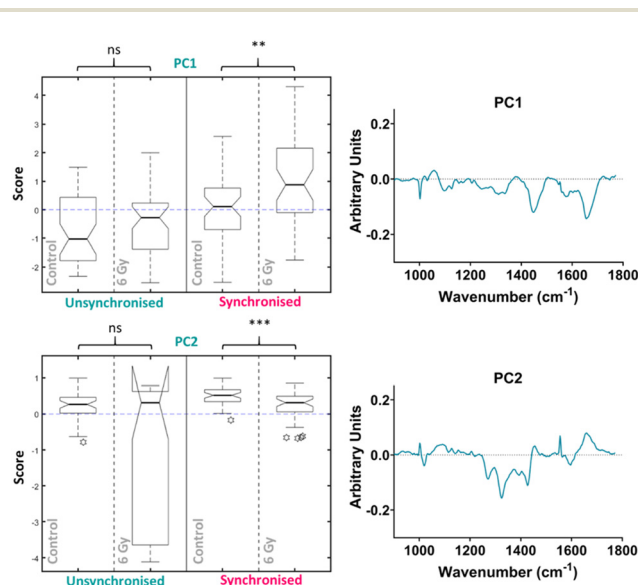 ns
**
PC1
Score
4
3
2
1
0
-1
-2
Control
6 Gy
Control
6 Gy
Unsynchronised
Synchronised
PC1
Arbitrary Units
0.2
0.0
-0.2
1000 1200 1400 1600 1800
Wavenumber (cm⁻¹)
ns
***
PC2
Score
1
0
-1
-2
-3
-4
Control
6 Gy
Control
6 Gy
Unsynchronised
Synchronised
PC2
Arbitrary Units
0.2
0.0
-0.2
1000 1200 1400 1600 1800
Wavenumber (cm⁻¹)